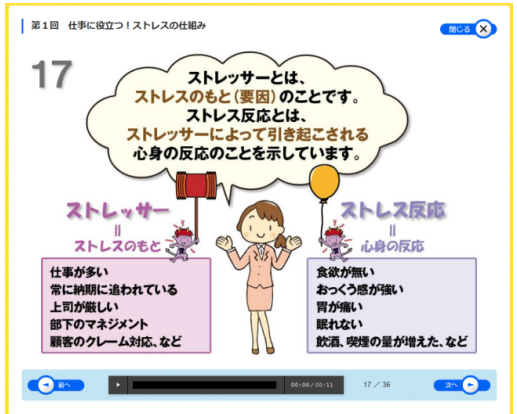 第1回 仕事に役立つ！ストレスの仕組み
閉じる
17
ストレッサーとは、
ストレスのもと（要因）のことです。
ストレス反応とは、
ストレッサーによって引き起こされる
心身の反応のことを示しています。
ストレッサー
॥
ストレスのもと
仕事が多い
常に納期に追われている
上司が厳しい
部下のマネジメント
顧客のクレーム対応、など
ストレス反応
॥
心身の反応
食欲が無い
おっくう感が強い
胃が痛い
眠れない
飲酒、喫煙の量が増えた、など
前へ
00:00/00:11
17 / 36
次へ